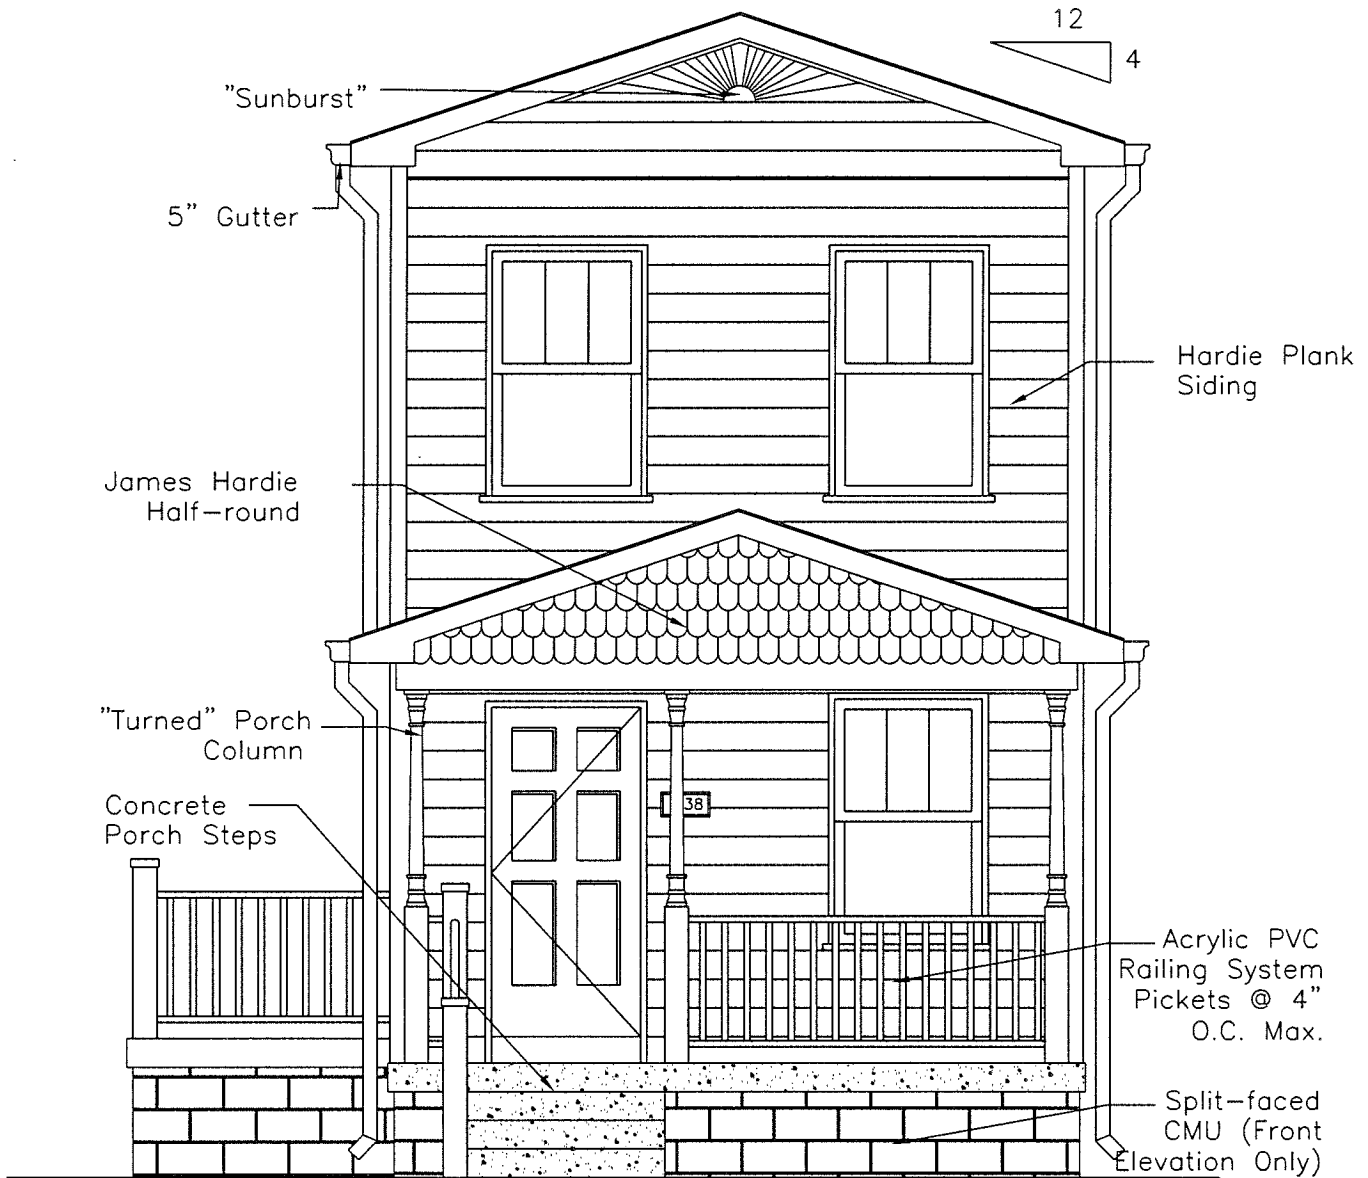 12
4
"Sunburst"
5" Gutter
Hardie Plank
Siding
James Hardie
Half-round
"Turned" Porch
Column
Concrete
Porch Steps
38
Acrylic PVC
Railing System
Pickets @ 4"
O.C. Max.
Split-faced
CMU (Front
Elevation Only)